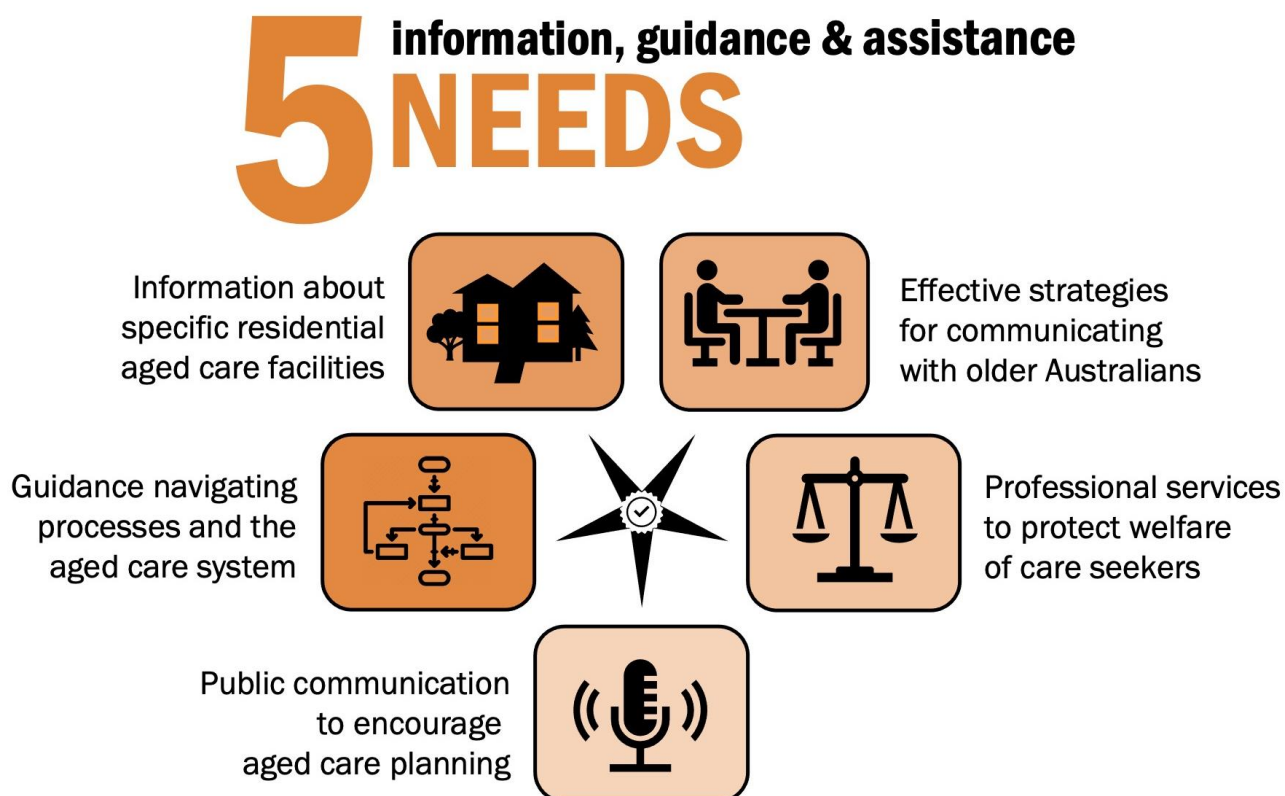 5 information, guidance & assistance
NEEDS
Information about
specific residential
aged care facilities
Effective strategies
for communicating
with older Australians
Guidance navigating
processes and the
aged care system
Professional services
to protect welfare
of care seekers
Public communication
to encourage
aged care planning